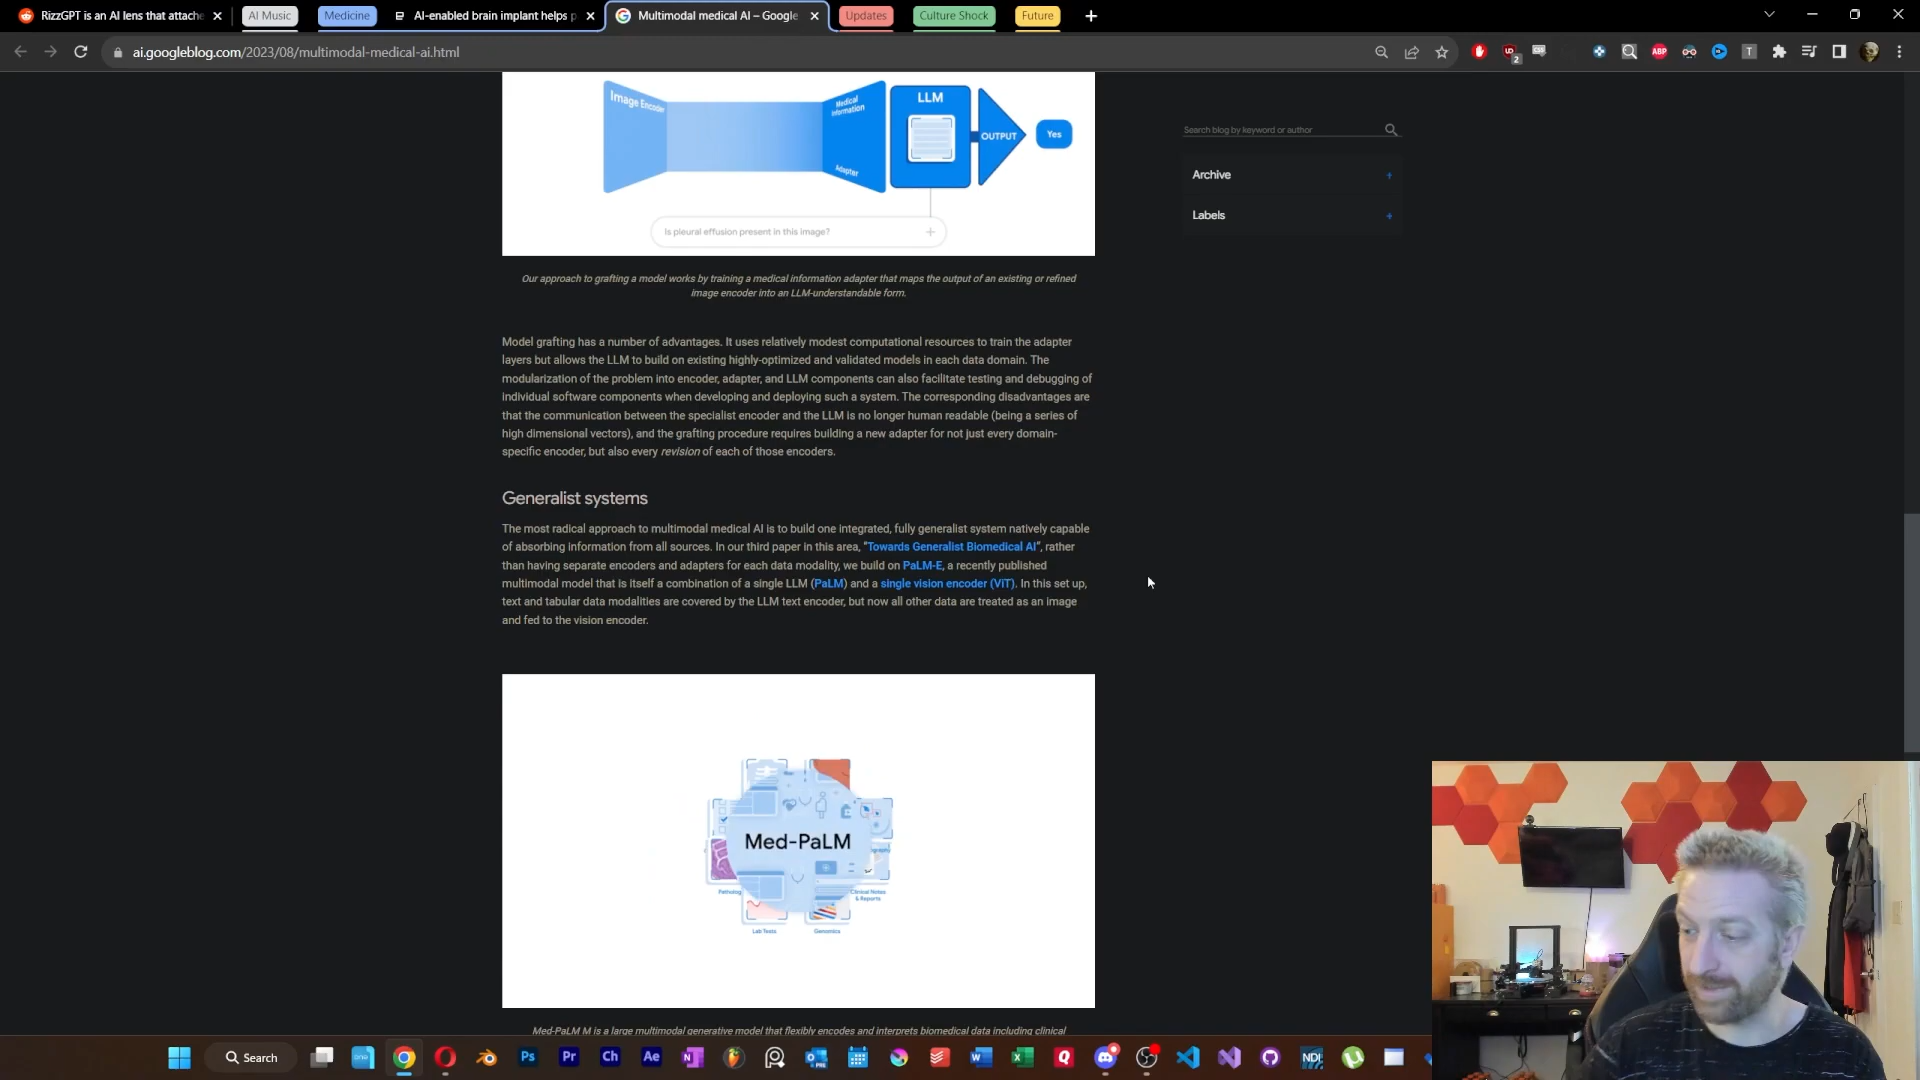 RizzGPT is an AI lens that attache
AI Music
Medicine
AI-enabled brain implant helps p
Multimodal medical AI – Google
Updates
Culture Shock
Future
ai.googleblog.com/2023/08/multimodal-medical-ai.html
Image Encoder
Medical Information
Adapter
LLM
OUTPUT
Yes
Is pleural effusion present in this image?
Search blog by keyword or author
Archive
Labels
Our approach to grafting a model works by training a medical information adapter that maps the output of an existing or refined
image encoder into an LLM-understandable form.
Model grafting has a number of advantages. It uses relatively modest computational resources to train the adapter
layers but allows the LLM to build on existing highly-optimized and validated models in each data domain. The
modularization of the problem into encoder, adapter, and LLM components can also facilitate testing and debugging of
individual software components when developing and deploying such a system. The corresponding disadvantages are
that the communication between the specialist encoder and the LLM is no longer human readable (being a series of
high dimensional vectors), and the grafting procedure requires building a new adapter for not just every domain-
specific encoder, but also every revision of each of those encoders.
Generalist systems
The most radical approach to multimodal medical AI is to build one integrated, fully generalist system natively capable
of absorbing information from all sources. In our third paper in this area, "Towards Generalist Biomedical AI", rather
than having separate encoders and adapters for each data modality, we build on PaLM-E, a recently published
multimodal model that is itself a combination of a single LLM (PaLM) and a single vision encoder (ViT). In this set up,
text and tabular data modalities are covered by the LLM text encoder, but now all other data are treated as an image
and fed to the vision encoder.
Med-PaLM
Clinical Notes
& Reports
Lab Tests
Genomics
Med-PaLM M is a large multimodal generative model that flexibly encodes and interprets biomedical data including clinical
Search
Ps
Pr
Ch
Ae
NDI